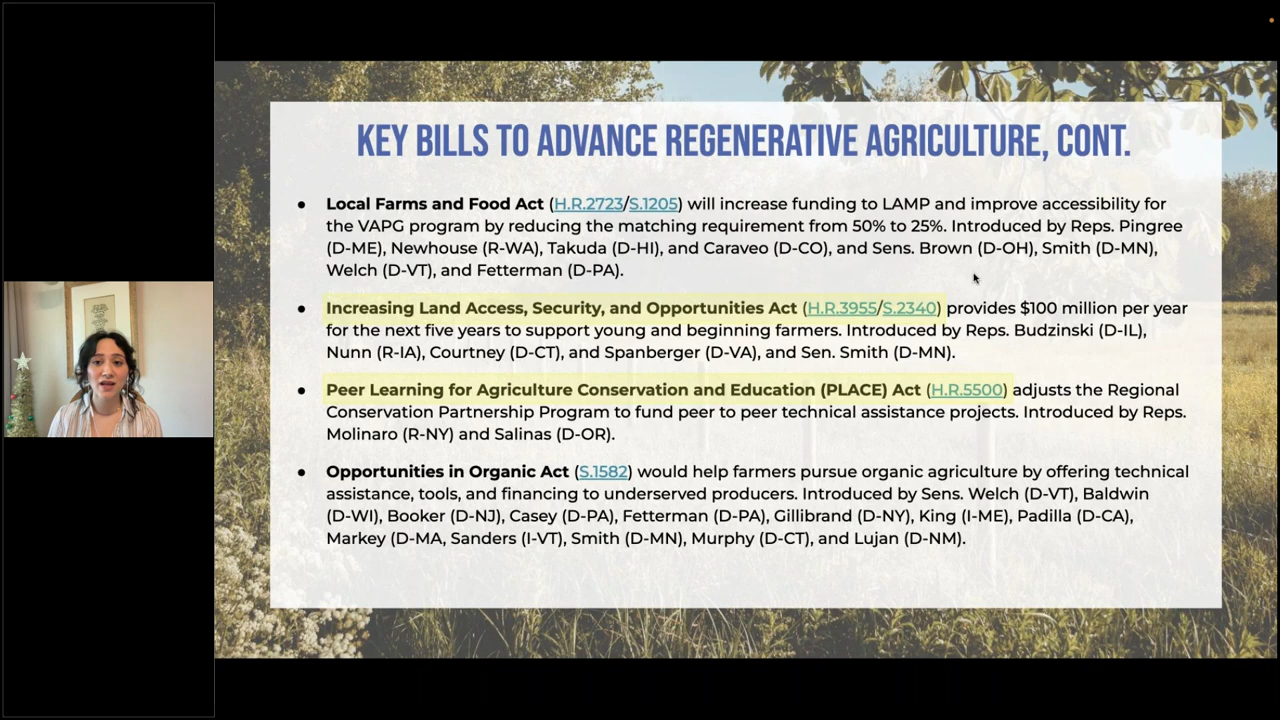 KEY BILLS TO ADVANCE REGENERATIVE AGRICULTURE, CONT.
● Local Farms and Food Act (H.R.2723/S.1205) will increase funding to LAMP and improve accessibility for
the VAPG program by reducing the matching requirement from 50% to 25%. Introduced by Reps. Pingree
(D-ME), Newhouse (R-WA), Takuda (D-HI), and Caraveo (D-CO), and Sens. Brown (D-OH), Smith (D-MN),
Welch (D-VT), and Fetterman (D-PA).
● Increasing Land Access, Security, and Opportunities Act (H.R.3955/S.2340) provides $100 million per year
for the next five years to support young and beginning farmers. Introduced by Reps. Budzinski (D-IL),
Nunn (R-IA), Courtney (D-CT), and Spanberger (D-VA), and Sen. Smith (D-MN).
● Peer Learning for Agriculture Conservation and Education (PLACE) Act (H.R.5500) adjusts the Regional
Conservation Partnership Program to fund peer to peer technical assistance projects. Introduced by Reps.
Molinaro (R-NY) and Salinas (D-OR).
● Opportunities in Organic Act (S.1582) would help farmers pursue organic agriculture by offering technical
assistance, tools, and financing to underserved producers. Introduced by Sens. Welch (D-VT), Baldwin
(D-WI), Booker (D-NJ), Casey (D-PA), Fetterman (D-PA), Gillibrand (D-NY), King (I-ME), Padilla (D-CA),
Markey (D-MA, Sanders (I-VT), Smith (D-MN), Murphy (D-CT), and Lujan (D-NM).